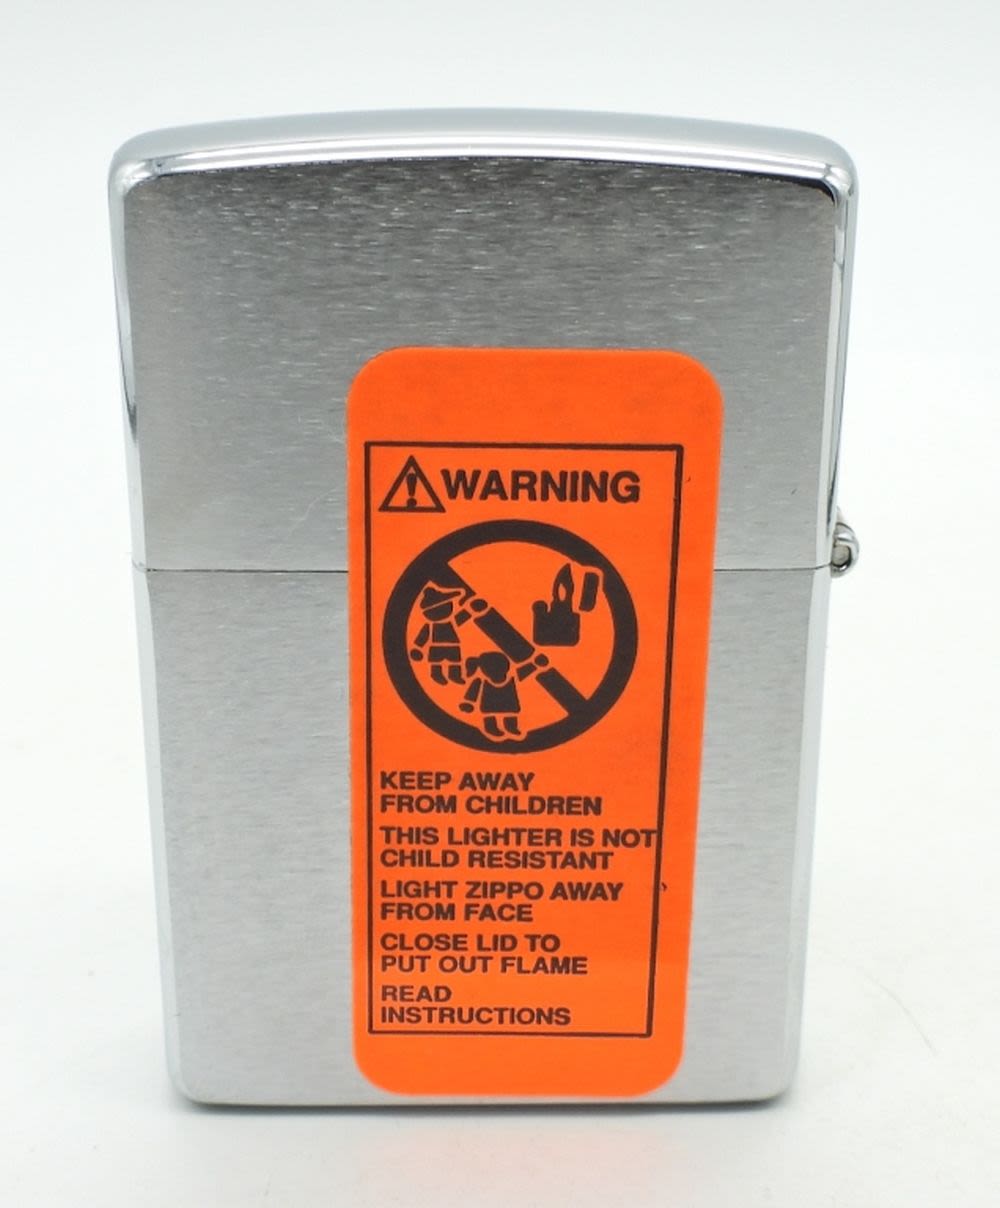 WARNING
KEEP AWAY
FROM CHILDREN
THIS LIGHTER IS NOT
CHILD RESISTANT
LIGHT ZIPPO AWAY
FROM FACE
CLOSE LID TO
PUT OUT FLAME
READ
INSTRUCTIONS